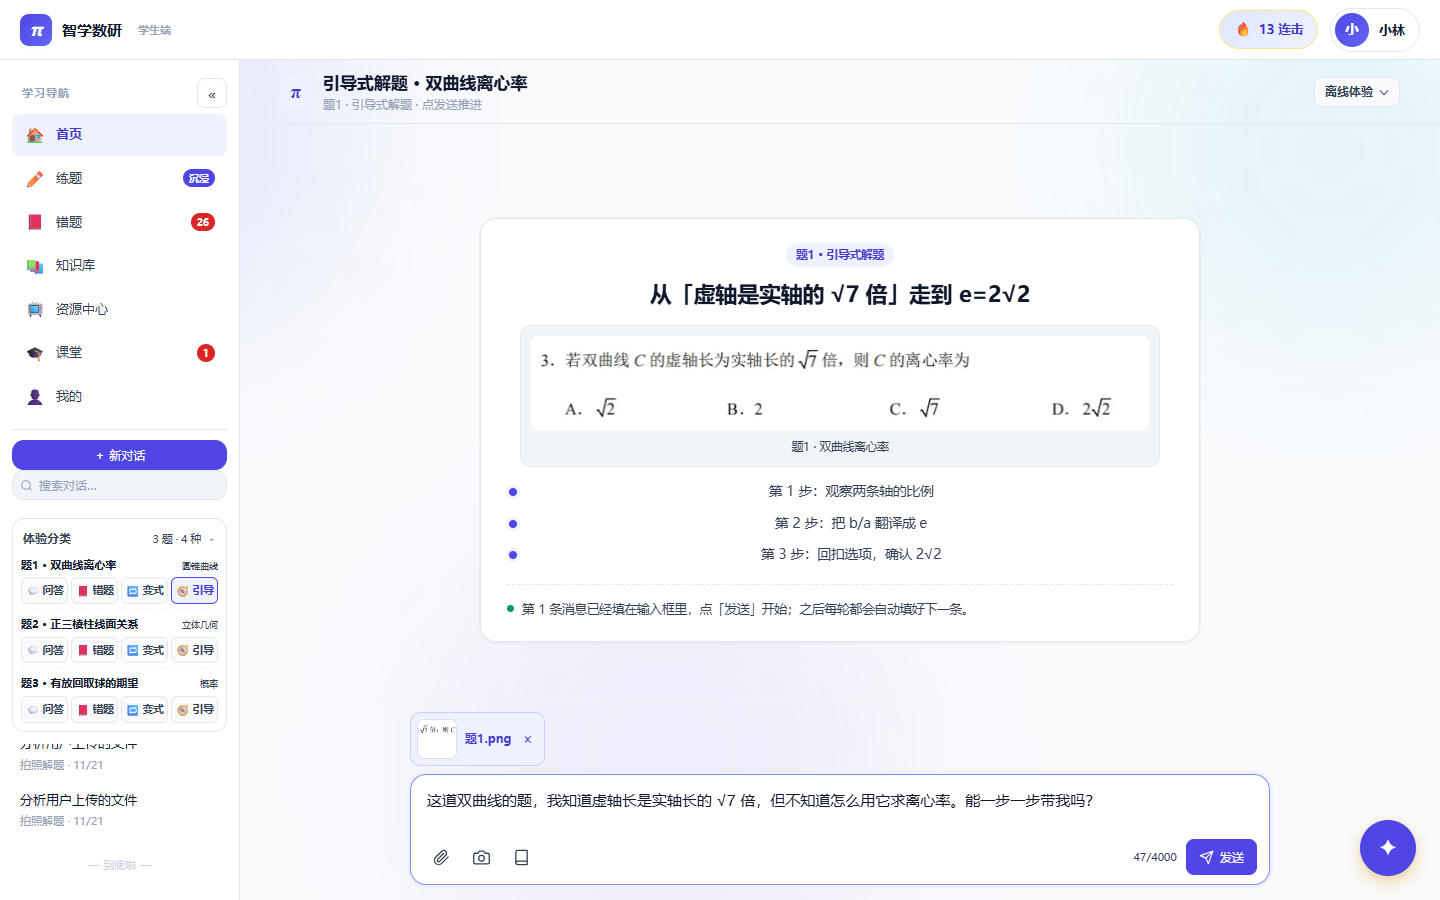 π 智学数研 学生端
13 连击
小 小林
学习导航 «
首页
练题 沉浸
错题 26
知识库
资源中心
课堂 1
我的
+ 新对话
搜索对话...
体验分类 3 题 · 4 种
题1 • 双曲线离心率 圆锥曲线
问答 错题 变式 引导
题2 • 正三棱柱线面关系 立体几何
问答 错题 变式 引导
题3 • 有放回取球的期望 概率
问答 错题 变式 引导
分析用户上传的文件
拍照解题 · 11/21
分析用户上传的文件
拍照解题 · 11/21
— 到底啦 —
π 引导式解题 • 双曲线离心率
题1 · 引导式解题 · 点发送推进
离线体验
题1 • 引导式解题
从「虚轴是实轴的 √7 倍」走到 e=2√2
3. 若双曲线 C 的虚轴长为实轴长的 √7 倍，则 C 的离心率为
A. √2 B. 2 C. √7 D. 2√2
题1 · 双曲线离心率
第 1 步：观察两条轴的比例
第 2 步：把 b/a 翻译成 e
第 3 步：回扣选项，确认 2√2
第 1 条消息已经填在输入框里，点「发送」开始；之后每轮都会自动填好下一条。
√7 倍，则 C
题1.png ×
这道双曲线的题，我知道虚轴长是实轴长的 √7 倍，但不知道怎么用它求离心率。能一步一步带我吗？
47/4000 发送